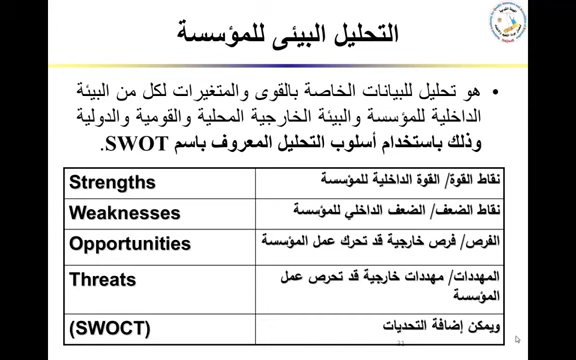 التحليل البيئى للمؤسسة
• هو تحليل للبيانات الخاصة بالقوى والمتغيرات لكل من البيئة
الداخلية للمؤسسة والبيئة الخارجية المحلية والقومية والدولية
وذلك باستخدام أسلوب التحليل المعروف باسم SWOT.
نقاط القوة/ القوة الداخلية للمؤسسة
Strengths
نقاط الضعف/ الضعف الداخلي للمؤسسة
Weaknesses
الفرص/ فرص خارجية قد تحرك عمل المؤسسة
Opportunities
المهددات/ مهددات خارجية قد تحرص عمل
المؤسسة
Threats
ويمكن إضافة التحديات
(SWOCT)